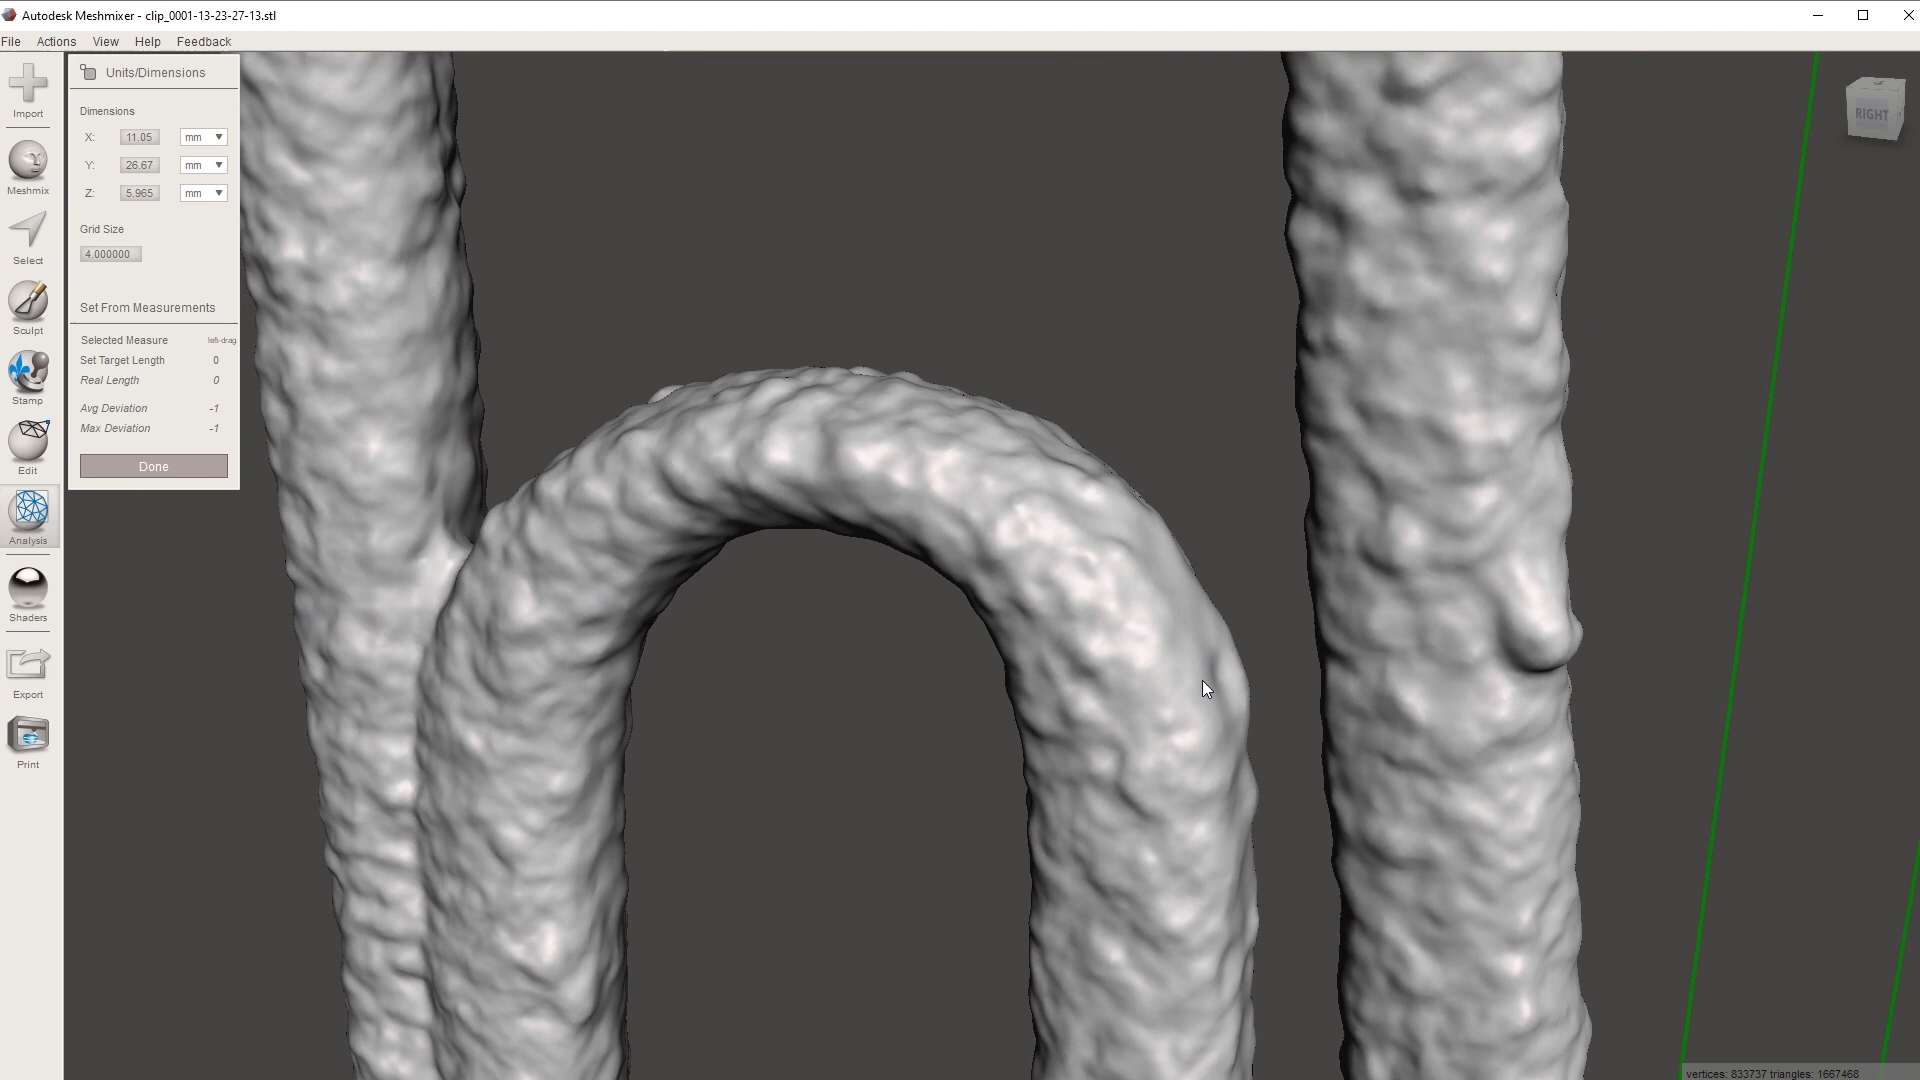 Autodesk Meshmixer - clip_0001-13-23-27-13.stl
File Actions View Help Feedback
Import
Meshmix
Select
Sculpt
Stamp
Edit
Analysis
Shaders
Export
Print
Units/Dimensions
Dimensions
X: 11.05 mm
Y: 26.67 mm
Z: 5.965 mm
Grid Size
4.000000
Set From Measurements
Selected Measure left-drag
Set Target Length 0
Real Length 0
Avg Deviation -1
Max Deviation -1
Done
RIGHT
vertices: 833737 triangles: 1667468